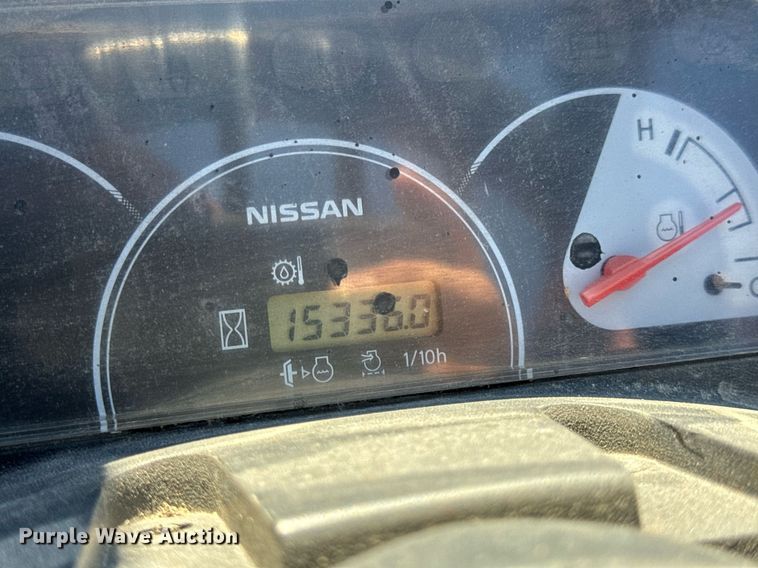 H
NISSAN
15336.0
1/10h
Purple Wave Auction